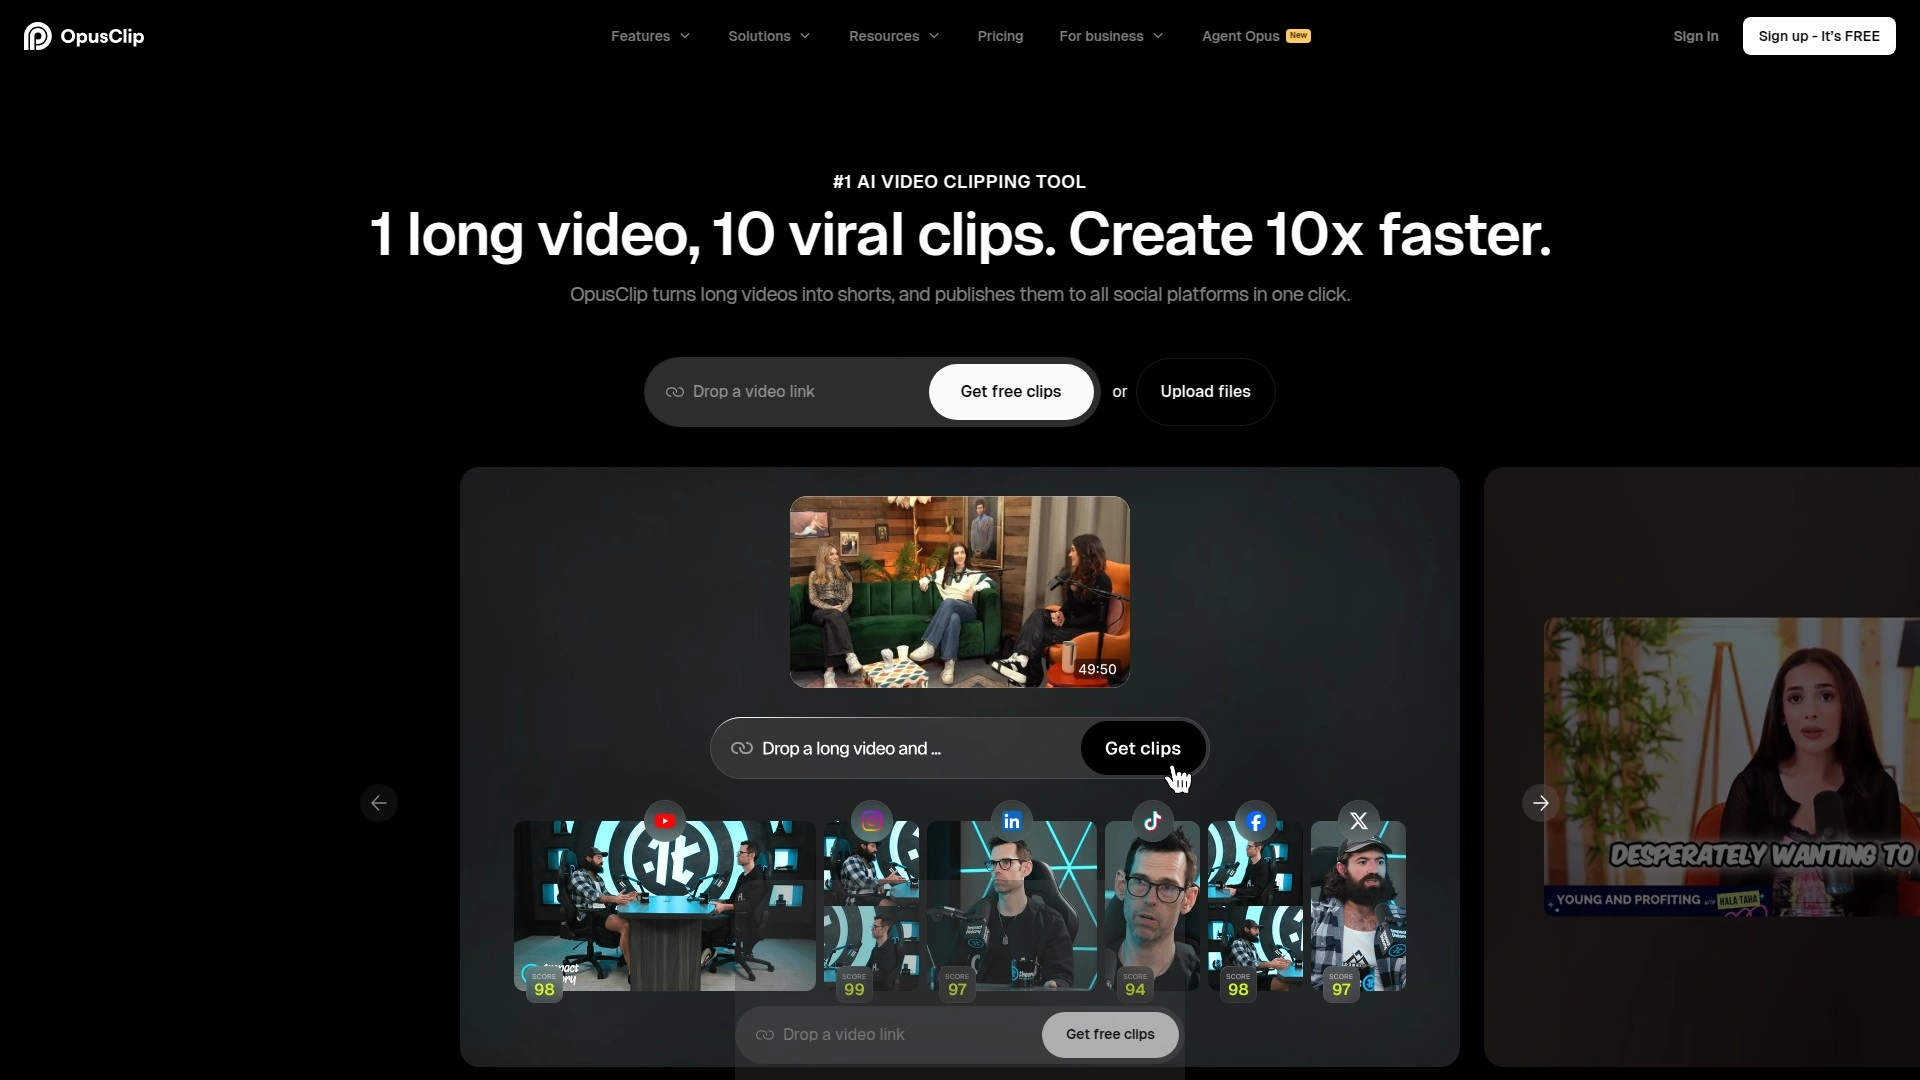 OpusClip
Features
Solutions
Resources
Pricing
For business
Agent Opus New
Sign In
Sign up - It's FREE
#1 AI VIDEO CLIPPING TOOL
1 long video, 10 viral clips. Create 10x faster.
OpusClip turns long videos into shorts, and publishes them to all social platforms in one click.
Drop a video link
Get free clips
or
Upload files
49:50
Drop a long video and ...
Get clips
DESPERATELY WANTING TO
YOUNG AND PROFITING WITH HALA TAHA
SCORE
98
SCORE
99
SCORE
97
SCORE
94
SCORE
98
SCORE
97
Drop a video link
Get free clips